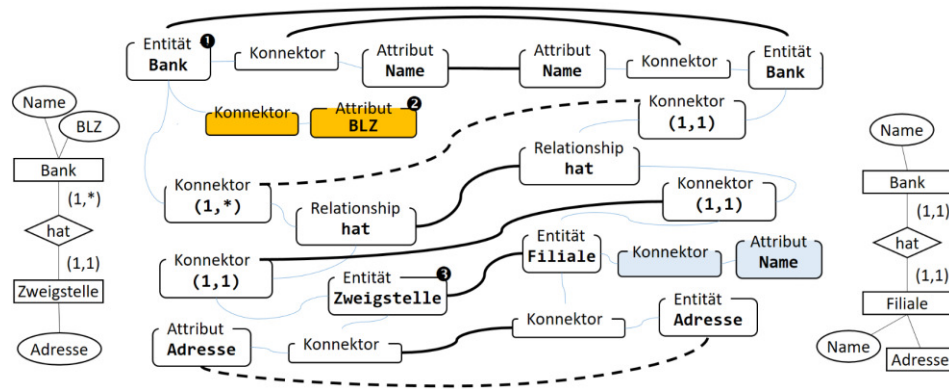 Name
BLZ
Bank
(1,*)
hat
(1,1)
Zweigstelle
Adresse
Entität ❶
Bank
Konnektor
Attribut
Name
Attribut
Name
Konnektor
Entität
Bank
Konnektor
Attribut ❷
BLZ
Konnektor
(1,1)
Relationship
hat
Konnektor
(1,*)
Relationship
hat
Konnektor
(1,1)
Konnektor
(1,1)
Entität
Filiale
Konnektor
Attribut
Name
Entität ❸
Zweigstelle
Attribut
Adresse
Konnektor
Konnektor
Entität
Adresse
Name
Bank
(1,1)
hat
(1,1)
Filiale
Name
Adresse